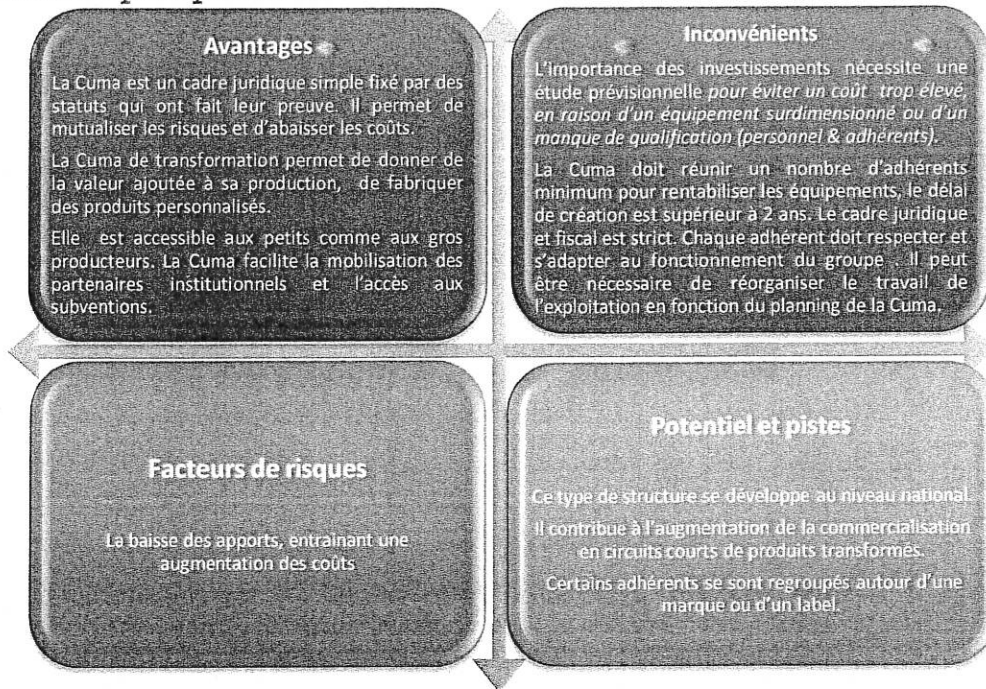 Avantages
La Cuma est un cadre juridique simple fixé par des
statuts qui ont fait leur preuve. Il permet de
mutualiser les risques et d'abaisser les coûts.
La Cuma de transformation permet de donner de
la valeur ajoutée à sa production, de fabriquer
des produits personnalisés.
Elle est accessible aux petits comme aux gros
producteurs. La Cuma facilite la mobilisation des
partenaires institutionnels et l'accès aux
subventions.
Inconvénients
L'importance des investissements nécessite une
étude prévisionnelle pour éviter un coût trop élevé,
en raison d'un équipement surdimensionné ou d'un
manque de qualification (personnel & adhérents).
La Cuma doit réunir un nombre d'adhérents
minimum pour rentabiliser les équipements, le délai
de création est supérieur à 2 ans. Le cadre juridique
et fiscal est strict. Chaque adhérent doit respecter et
s'adapter au fonctionnement du groupe . Il peut
être nécessaire de réorganiser le travail de
l'exploitation en fonction du planning de la Cuma.
Facteurs de risques
La baisse des apports, entraînant une
augmentation des coûts
Potentiel et pistes
Ce type de structure se développe au niveau national.
Il contribue à l'augmentation de la commercialisation
en circuits courts de produits transformés.
Certains adhérents se sont regroupés autour d'une
marque ou d'un label.